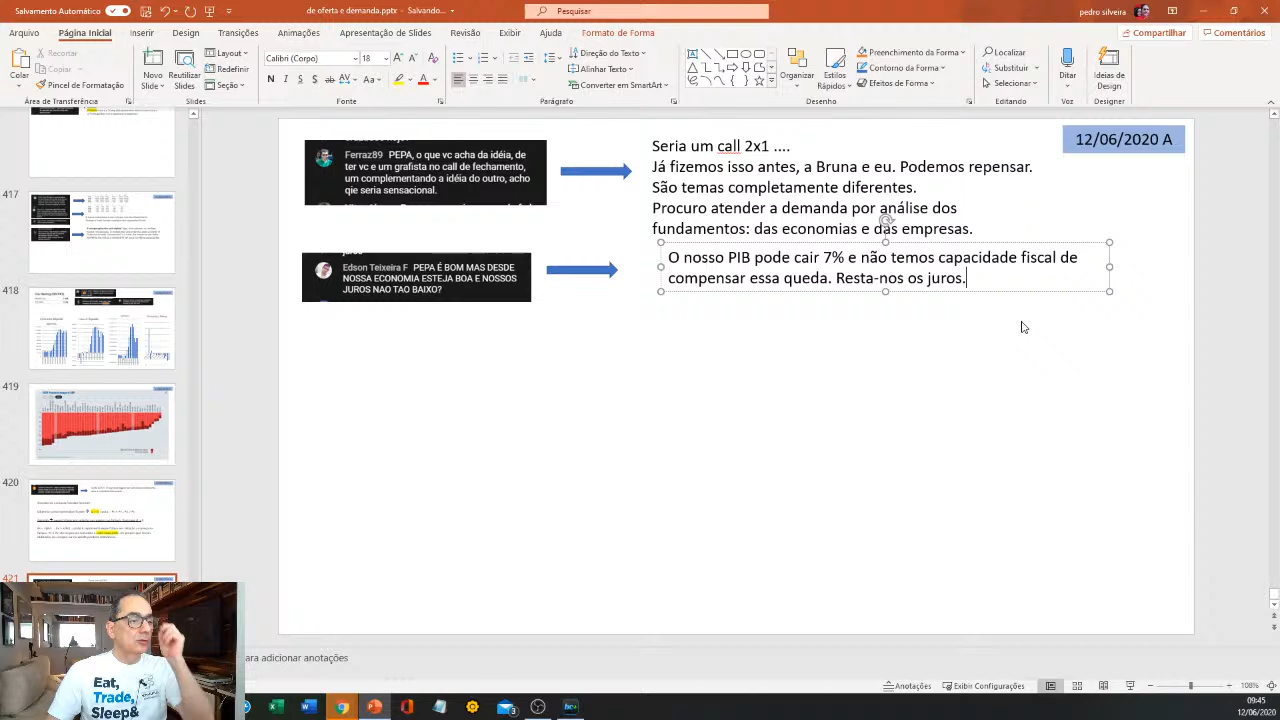 Salvamento Automático
de oferta e demanda.pptx - Salvando...
Pesquisar
pedro silveira
Arquivo Página Inicial Inserir Design Transições Animações Apresentação de Slides Revisão Exibir Ajuda Formato de Forma
Compartilhar Comentários
Colar
Recortar
Copiar
Pincel de Formatação
Novo Slide
Reutilizar Slides
Layout
Redefinir
Seção
Calibri (Corpo) 18
Direção do Texto
Alinhar Texto
Converter em SmartArt
Organizar
Estilos Rápidos
Preenchimento de Forma
Contorno da Forma
Efeitos de Forma
Localizar
Substituir
Selecionar
Ditar
Ideias de Design
Área de Transferência Slides Fonte Parágrafo Desenho Editando Voz Designer
12/06/2020 A
Ferraz89 PEPA, o que vc acha da idéia, de
ter vc e um grafista no call de fechamento,
um complementando a idéia do outro, acho
qie seria sensacional.
Seria um call 2x1 ....
Já fizemos isso antes, a Bruna e eu. Podemos repensar.
São temas completamente diferentes.
Procuro atender a demanda por análise dos
fundamentos: das economias e das empresas.
Edson Teixeira F PEPA É BOM MAS DESDE
NOSSA ECONOMIA ESTEJA BOA E NOSSOS
JUROS NAO TAO BAIXO?
O nosso PIB pode cair 7% e não temos capacidade fiscal de
compensar essa queda. Resta-nos os juros
417
418
419
420
421
Eat,
Trade,
Sleep&
ara adicionar anotações
Anotações Exibir Configurações 108%
09:45
12/06/2020